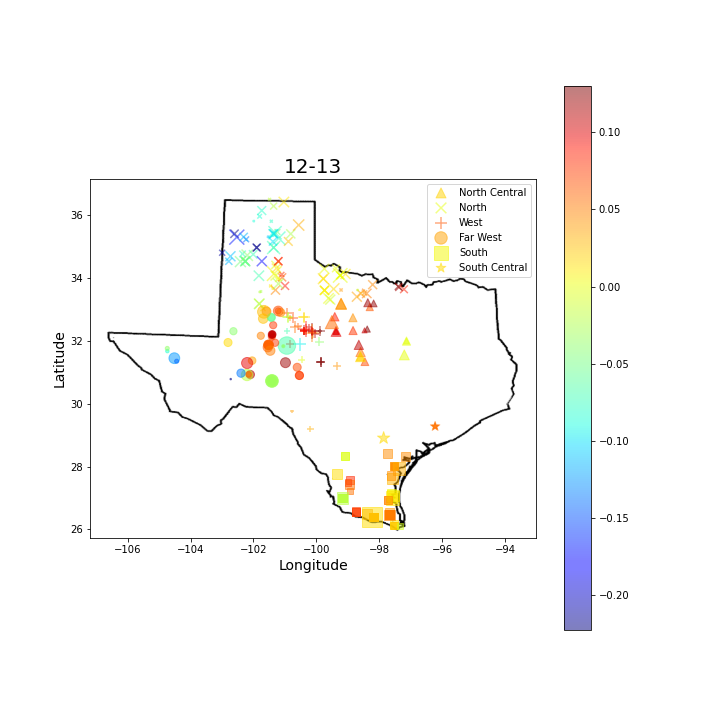 12-13
North Central
North
West
Far West
South
South Central
Latitude
36
34
32
30
28
26
−106
−104
−102
−100
−98
−96
−94
Longitude
0.10
0.05
0.00
−0.05
−0.10
−0.15
−0.20